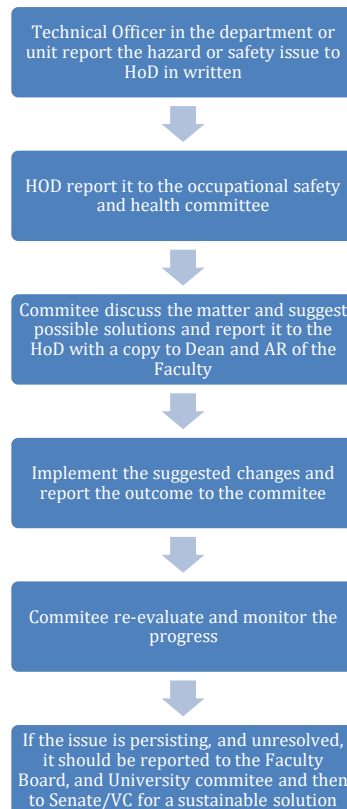 Technical Officer in the department or
unit report the hazard or safety issue to
HoD in written
HOD report it to the occupational safety
and health committee
Commitee discuss the matter and suggest
possible solutions and report it to the
HoD with a copy to Dean and AR of the
Faculty
Implement the suggested changes and
report the outcome to the commitee
Commitee re-evaluate and monitor the
progress
If the issue is persisting, and unresolved,
it should be reported to the Faculty
Board, and University commitee and then
to Senate/VC for a sustainable solution